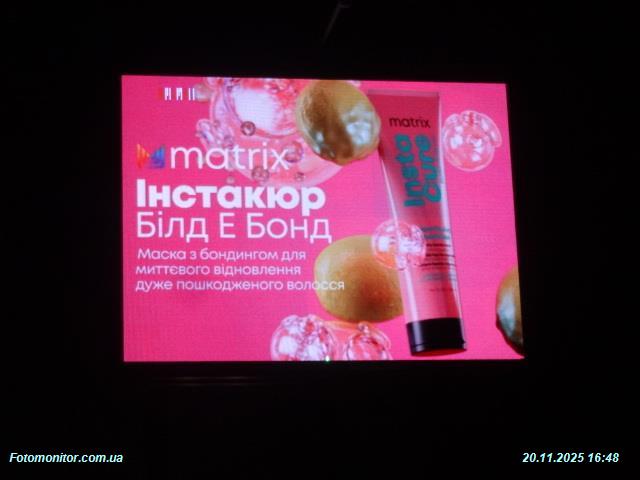 matrix
Інстакюр
Білд Е Бонд
Маска з бондингом для
миттєвого відновлення
дуже пошкодженого волосся
matrix
Insta
Cure
Fotomonitor.com.ua
20.11.2025 16:48